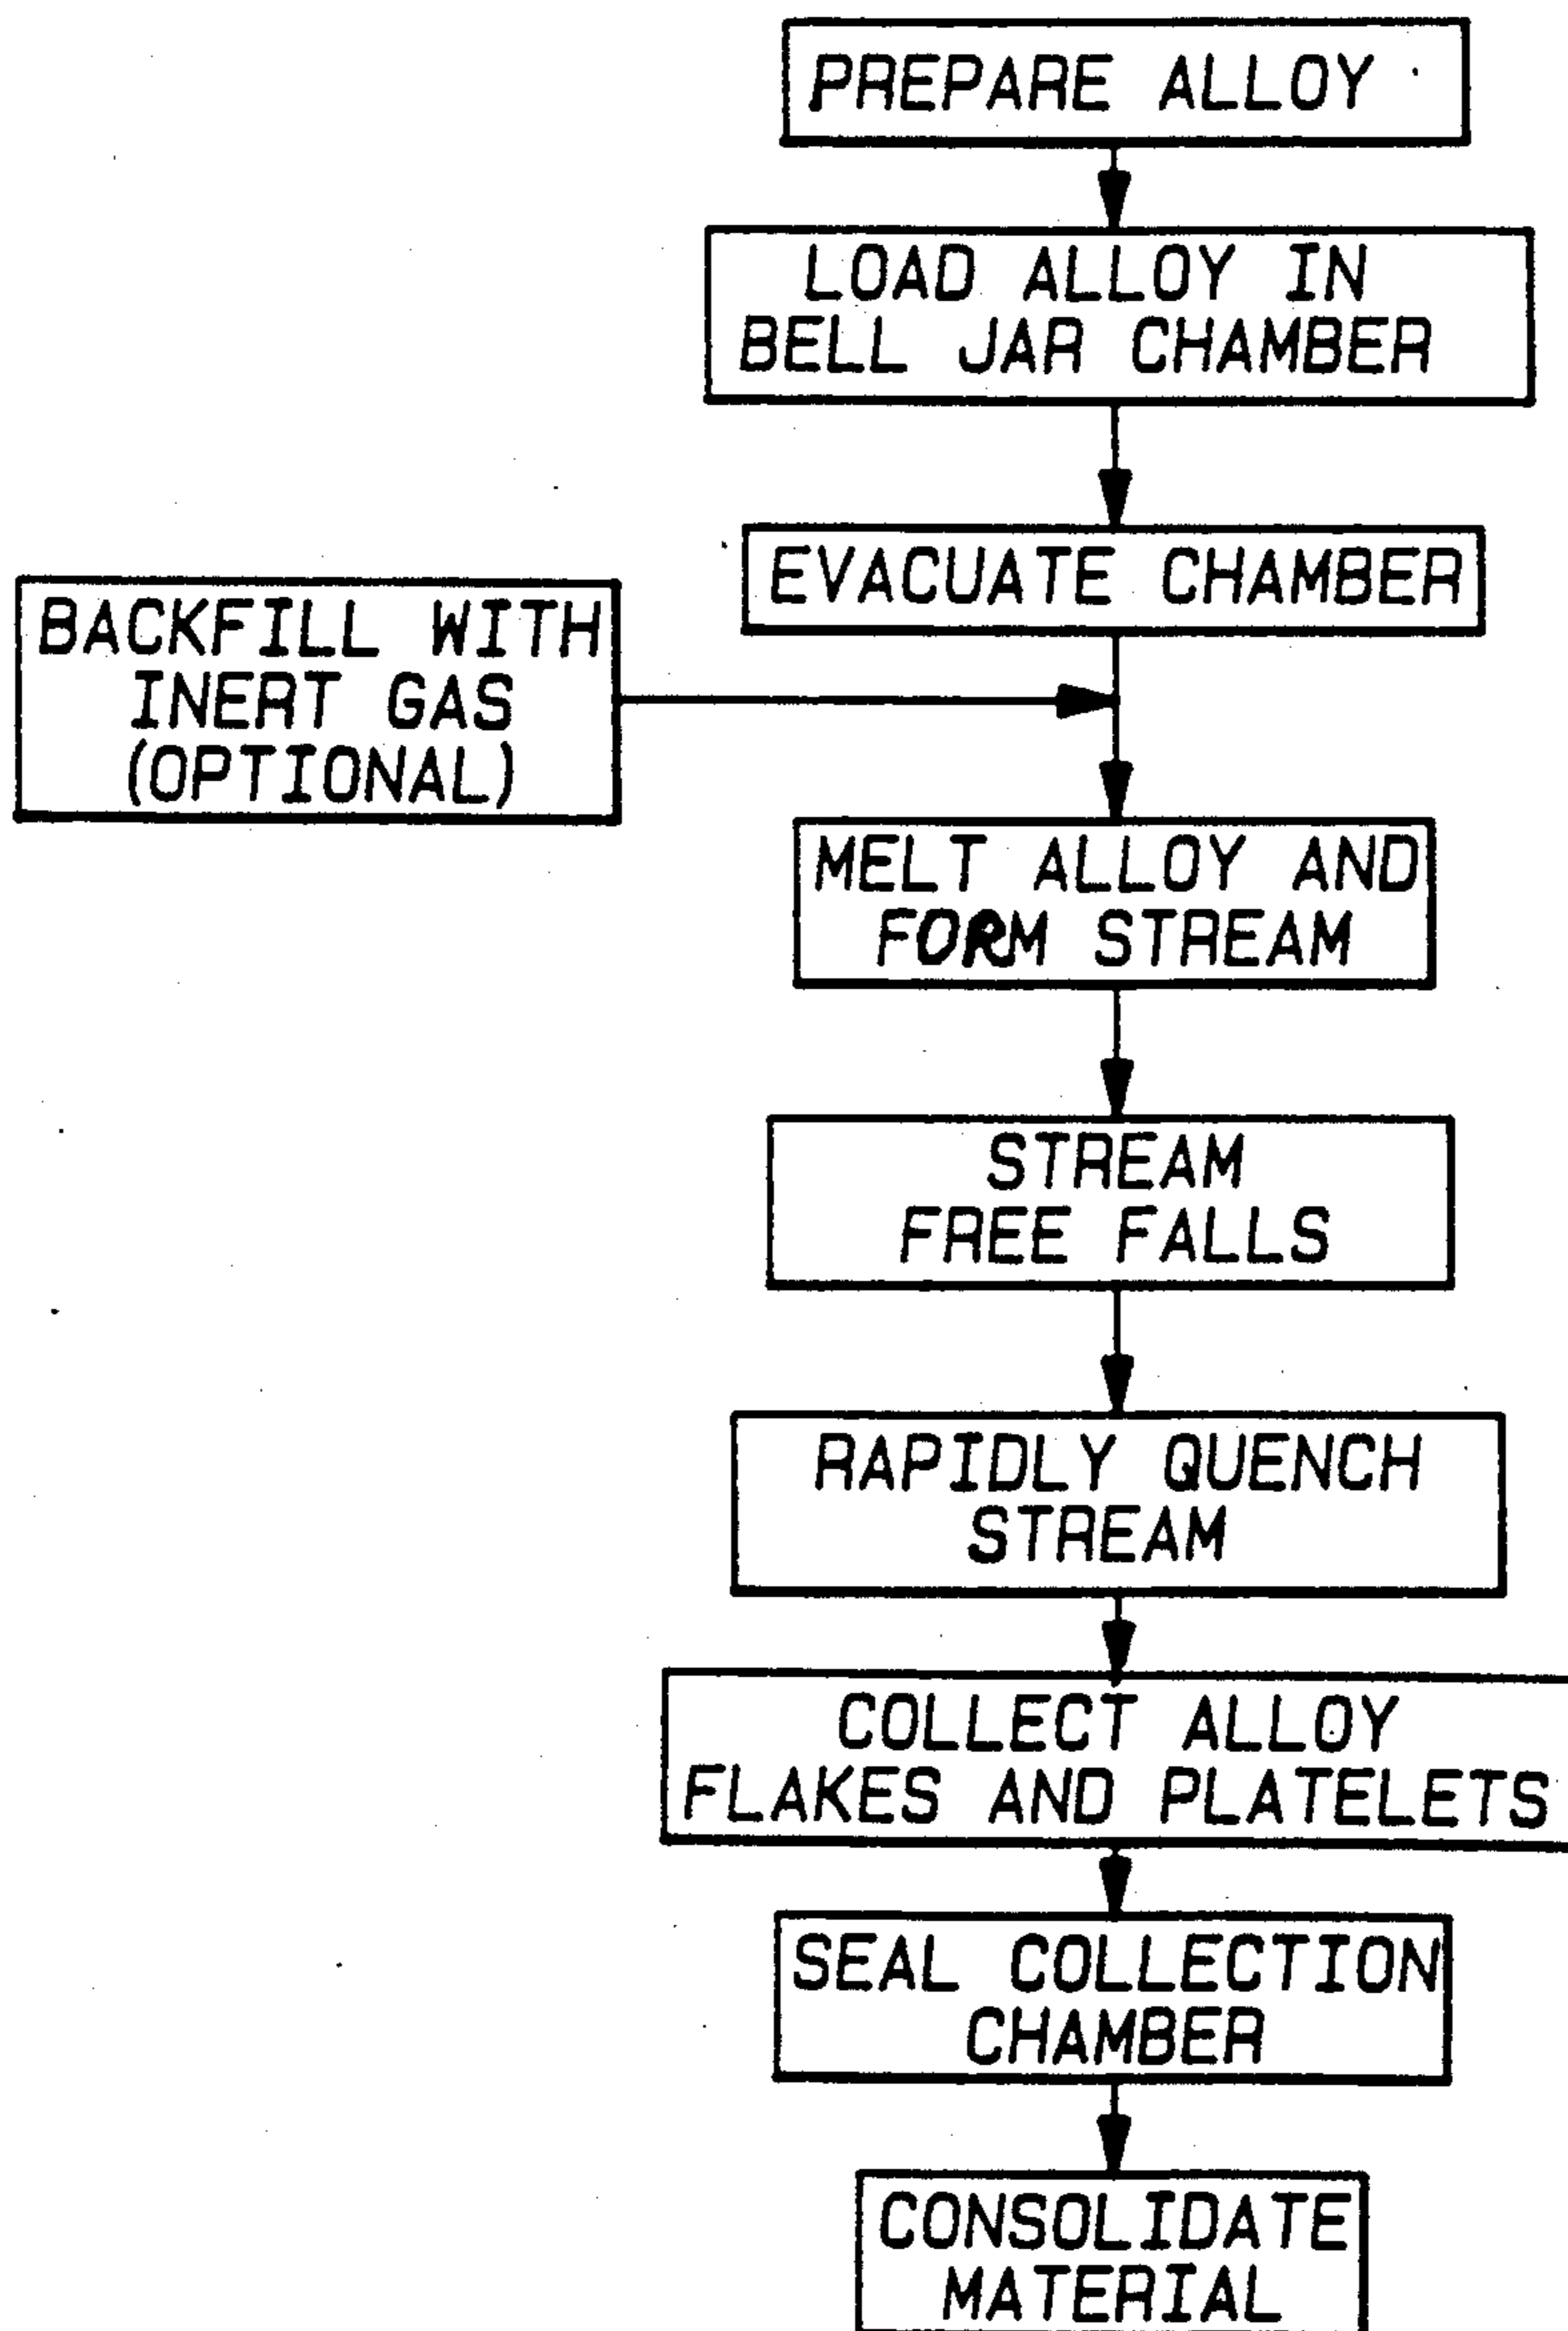 PREPARE ALLOY
LOAD ALLOY IN
BELL JAR CHAMBER
EVACUATE CHAMBER
BACKFILL WITH
INERT GAS
(OPTIONAL)
MELT ALLOY AND
FORM STREAM
STREAM
FREE FALLS
RAPIDLY QUENCH
STREAM
COLLECT ALLOY
FLAKES AND PLATELETS
SEAL COLLECTION
CHAMBER
CONSOLIDATE
MATERIAL